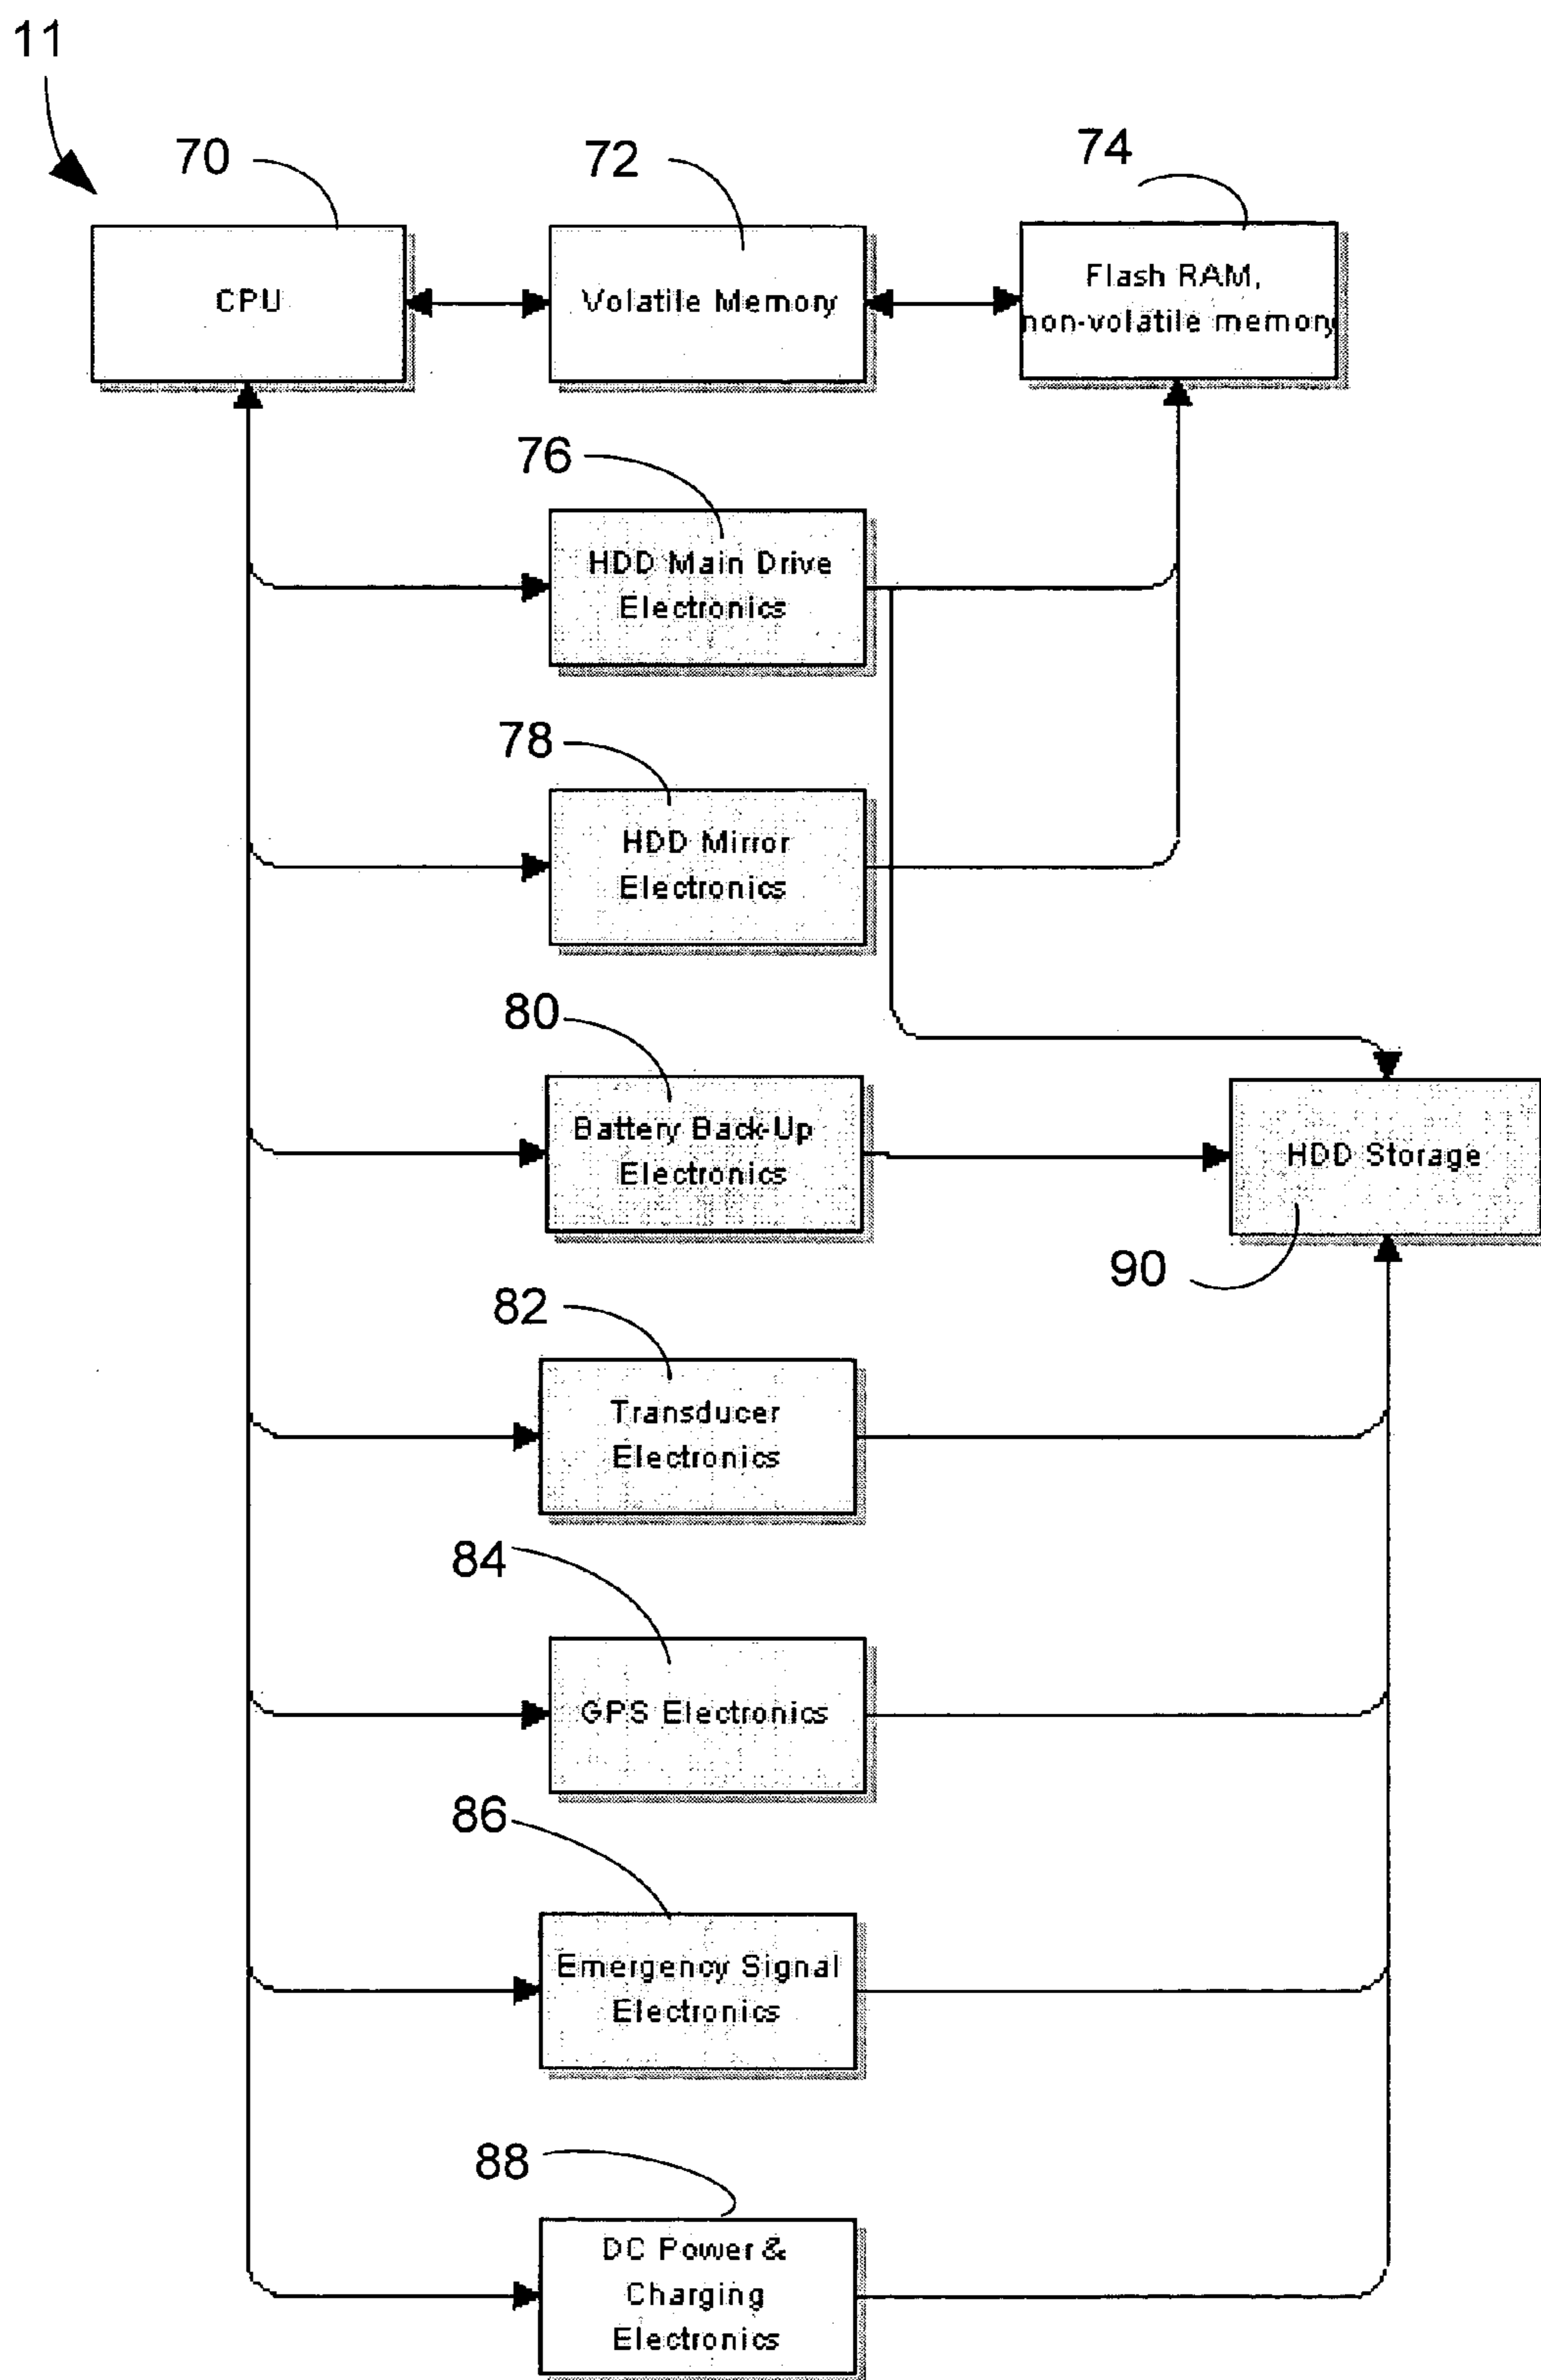 11
70
72
74
CPU
Volatile Memory
Flash RAM,
non-volatile memory
76
HDD Main Drive
Electronics
78
HDD Mirror
Electronics
80
Battery Back-Up
Electronics
HDD Storage
90
82
Transducer
Electronics
84
GPS Electronics
86
Emergency Signal
Electronics
88
DC Power &
Charging
Electronics